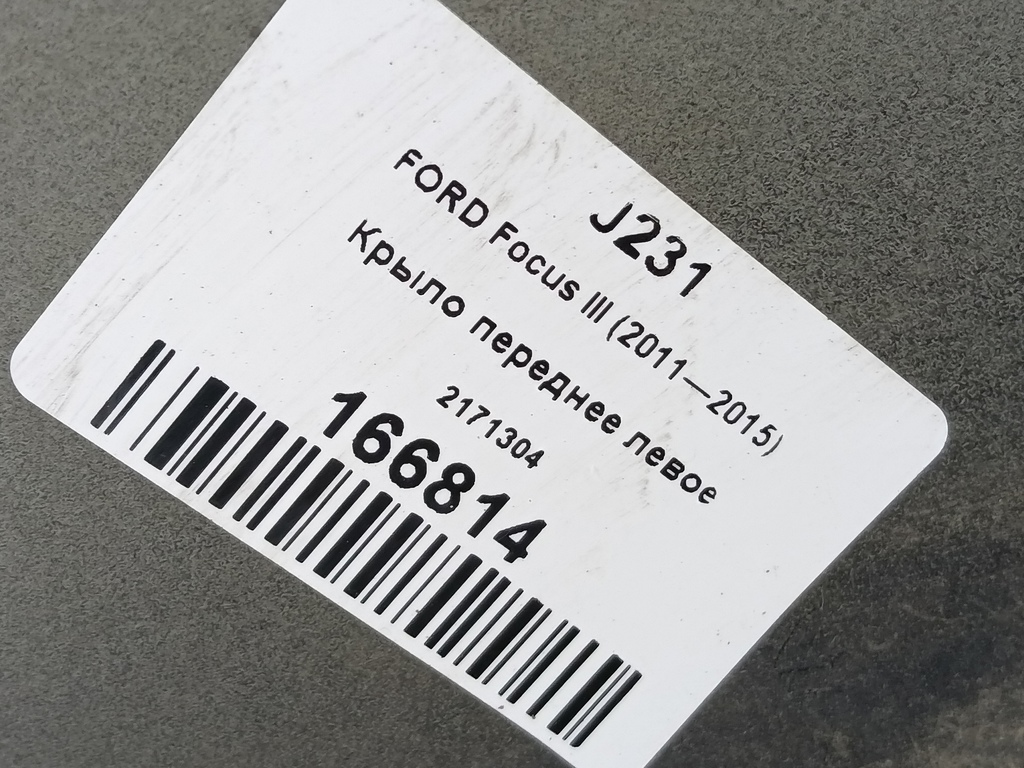 J231
FORD Focus III (2011—2015)
Крыло переднее левое
2171304
166814